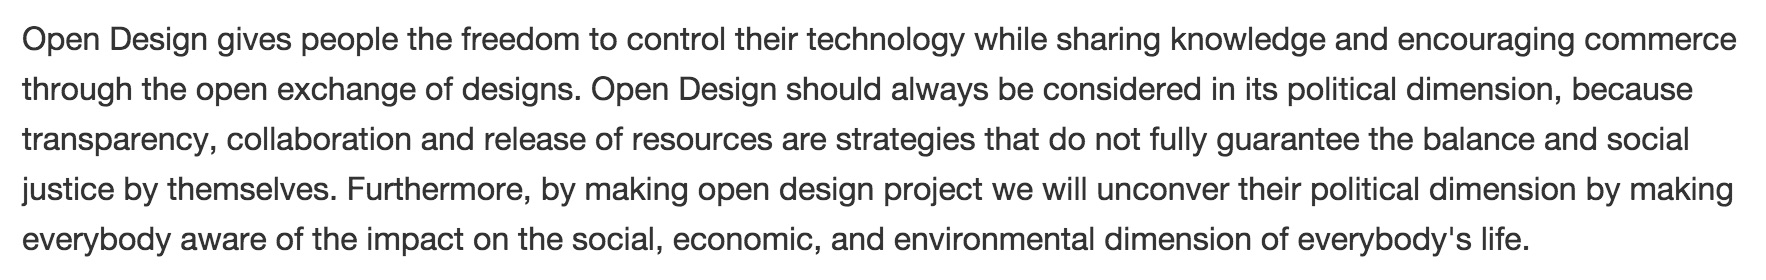 Open Design gives people the freedom to control their technology while sharing knowledge and encouraging commerce
through the open exchange of designs. Open Design should always be considered in its political dimension, because
transparency, collaboration and release of resources are strategies that do not fully guarantee the balance and social
justice by themselves. Furthermore, by making open design project we will unconver their political dimension by making
everybody aware of the impact on the social, economic, and environmental dimension of everybody's life.